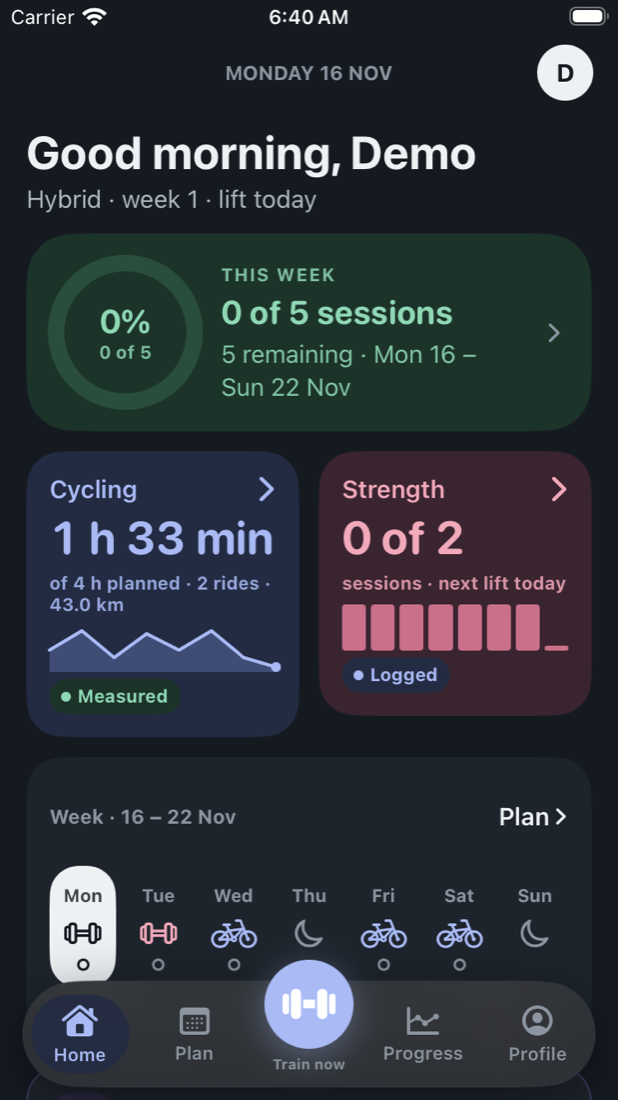 Carrier 6:40 AM
MONDAY 16 NOV
D
Good morning, Demo
Hybrid · week 1 · lift today
0%
0 of 5
THIS WEEK
0 of 5 sessions
5 remaining · Mon 16 –
Sun 22 Nov
Cycling
1 h 33 min
of 4 h planned · 2 rides ·
43.0 km
Measured
Strength
0 of 2
sessions · next lift today
Logged
Week · 16 – 22 Nov
Plan
Mon Tue Wed Thu Fri Sat Sun
Home Plan Train now Progress Profile